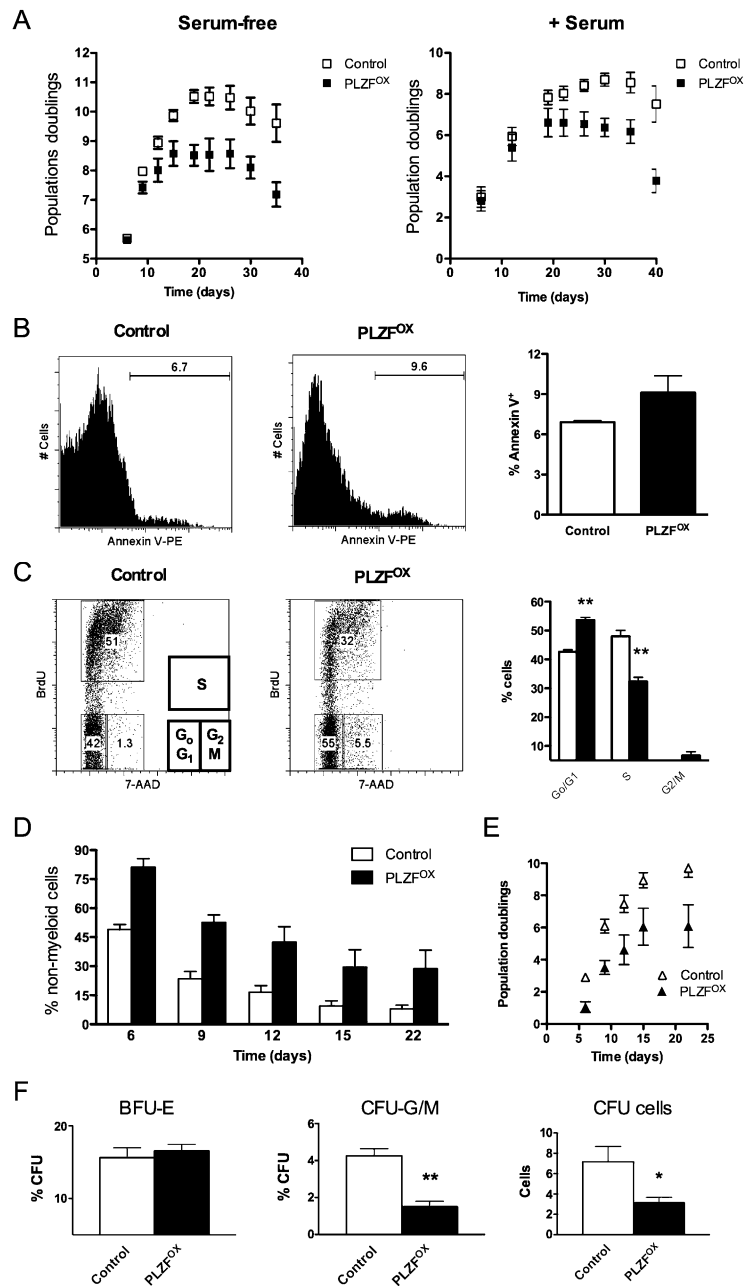 A
Serum-free
+ Serum
Populations doublings
12
11
10
9
8
7
6
5
0 10 20 30 40
Time (days)
Control
PLZFOX
Population doublings
10
8
6
4
2
0
0 10 20 30 40
Time (days)
Control
PLZFOX
B
Control
PLZFOX
6.7
# Cells
Annexin V-PE
9.6
# Cells
Annexin V-PE
% Annexin V+
12
9
6
3
0
Control PLZFOX
C
Control
PLZFOX
BrdU
51
42
1.3
S
Go G1
G2 M
7-AAD
BrdU
32
55
5.5
7-AAD
% cells
60
50
40
30
20
10
**
**
Go/G1
S
G2/M
D
% non-myeloid cells
90
75
60
45
30
15
0
6 9 12 15 22
Time (days)
Control
PLZFOX
E
Population doublings
10
8
6
4
2
0
0 5 10 15 20 25
Time (days)
Control
PLZFOX
F
BFU-E
% CFU
20
10
Control
PLZFOX
CFU-G/M
% CFU
6
4
2
0
**
Control
PLZFOX
CFU cells
Cells
10
8
6
4
2
0
*
Control
PLZFOX